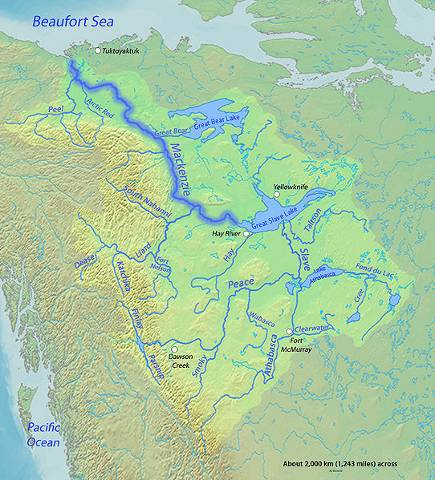 Beaufort Sea
Tuktoyaktuk
Peel
Arctic Red
Great Bear
Great Bear Lake
Mackenzie
Yellowknife
South Nahanni
Great Slave Lake
Taltson
Hay River
Liard
Hay
Slave
Dease
Fort
Nelson
Kechika
Lake
Athabasca
Fond du Lac
Peace
Cree
Finlay
Wabasca
Clearwater
Fort
McMurray
Parsnip
Dawson
Creek
Smoky
Athabasca
Pacific
Ocean
About 2,000 km (1,243 miles) across